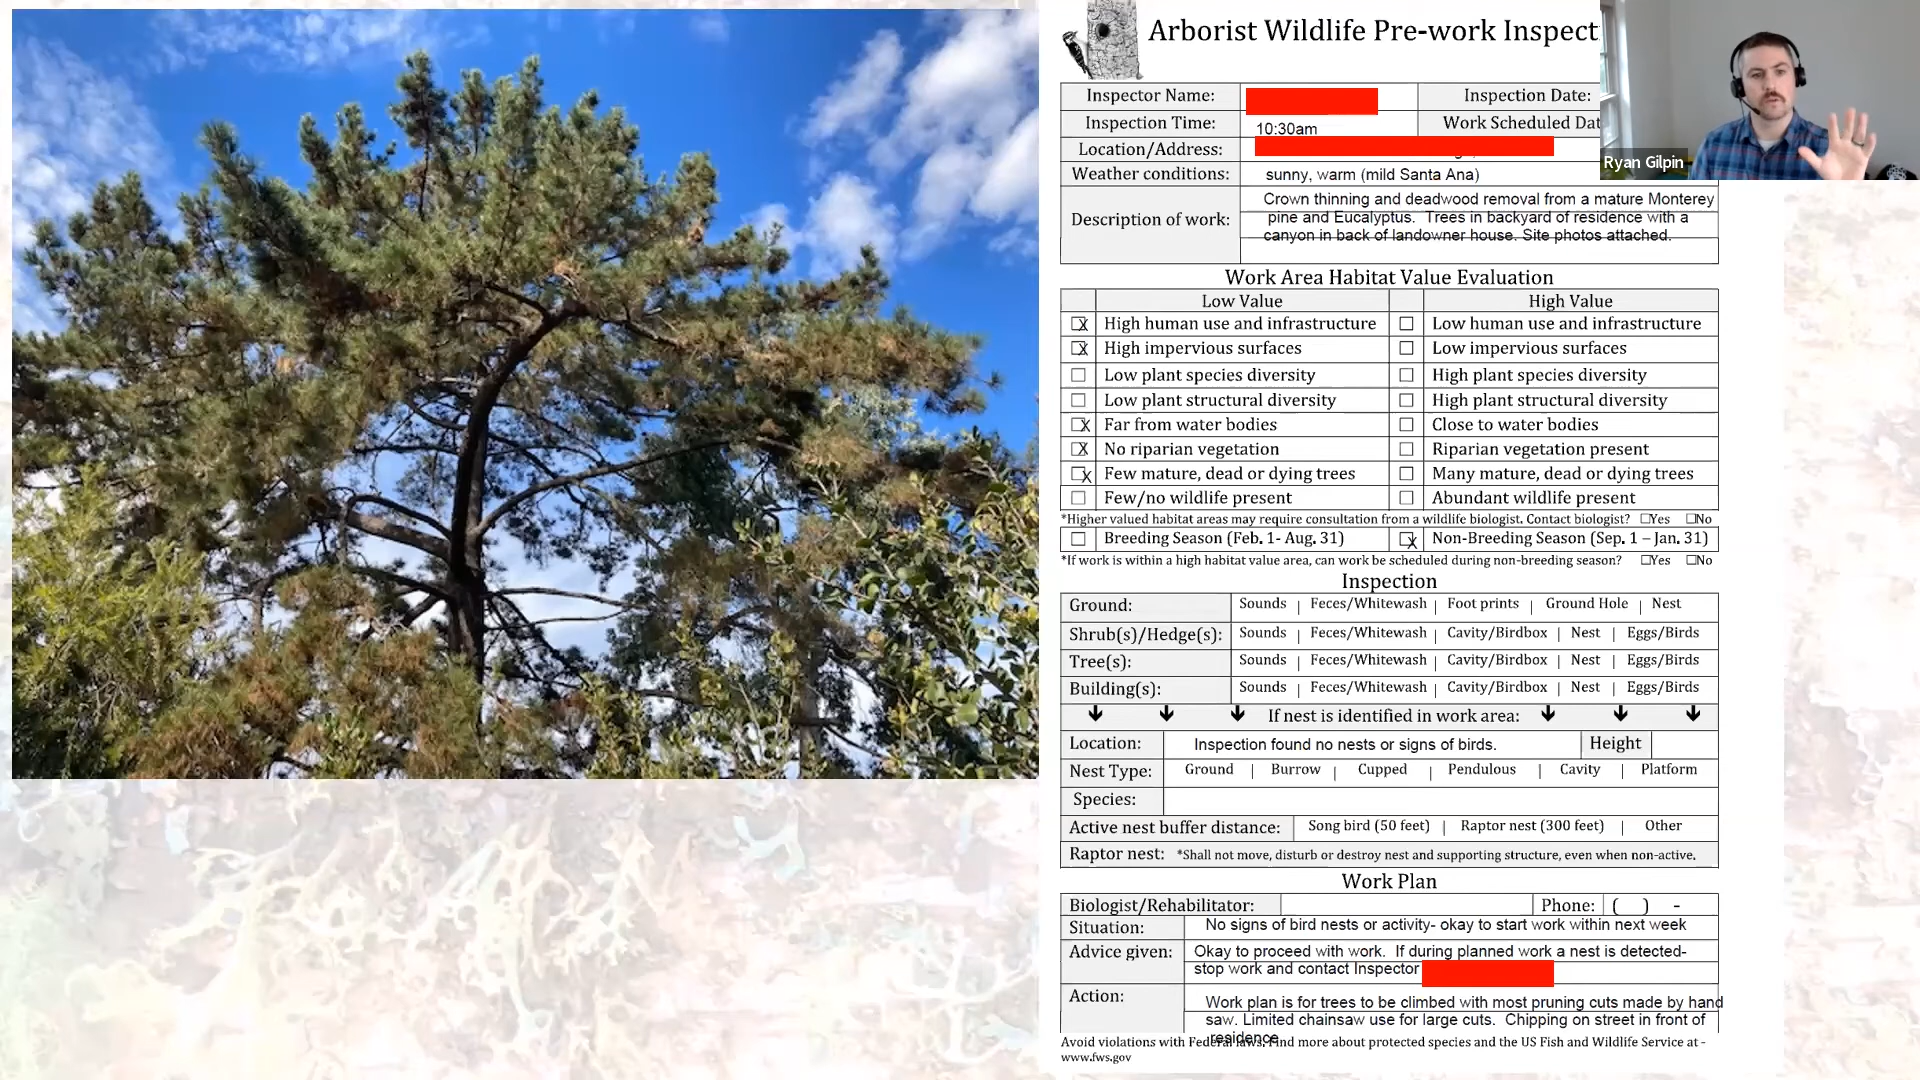 Arborist Wildlife Pre-work Inspect
Ryan Gilpin
Inspector Name: Inspection Date:
Inspection Time: 10:30am Work Scheduled Dat
Location/Address:
Weather conditions: sunny, warm (mild Santa Ana)
Description of work: Crown thinning and deadwood removal from a mature Monterey
pine and Eucalyptus. Trees in backyard of residence with a
canyon in back of landowner house. Site photos attached.
Work Area Habitat Value Evaluation
Low Value High Value
☒ High human use and infrastructure ☐ Low human use and infrastructure
☒ High impervious surfaces ☐ Low impervious surfaces
☐ Low plant species diversity ☐ High plant species diversity
☐ Low plant structural diversity ☐ High plant structural diversity
☒ Far from water bodies ☐ Close to water bodies
☒ No riparian vegetation ☐ Riparian vegetation present
☒ Few mature, dead or dying trees ☐ Many mature, dead or dying trees
☐ Few/no wildlife present ☐ Abundant wildlife present
*Higher valued habitat areas may require consultation from a wildlife biologist. Contact biologist? ☐Yes ☐No
☐ Breeding Season (Feb. 1- Aug. 31) ☒ Non-Breeding Season (Sep. 1 – Jan. 31)
*If work is within a high habitat value area, can work be scheduled during non-breeding season? ☐Yes ☐No
Inspection
Ground: Sounds | Feces/Whitewash | Foot prints | Ground Hole | Nest
Shrub(s)/Hedge(s): Sounds | Feces/Whitewash | Cavity/Birdbox | Nest | Eggs/Birds
Tree(s): Sounds | Feces/Whitewash | Cavity/Birdbox | Nest | Eggs/Birds
Building(s): Sounds | Feces/Whitewash | Cavity/Birdbox | Nest | Eggs/Birds
If nest is identified in work area:
Location: Inspection found no nests or signs of birds. Height
Nest Type: Ground | Burrow | Cupped | Pendulous | Cavity | Platform
Species:
Active nest buffer distance: Song bird (50 feet) | Raptor nest (300 feet) | Other
Raptor nest: *Shall not move, disturb or destroy nest and supporting structure, even when non-active.
Work Plan
Biologist/Rehabilitator: Phone: ( ) -
Situation: No signs of bird nests or activity- okay to start work within next week
Advice given: Okay to proceed with work. If during planned work a nest is detected-
stop work and contact Inspector
Action: Work plan is for trees to be climbed with most pruning cuts made by hand
saw. Limited chainsaw use for large cuts. Chipping on street in front of
residence
Avoid violations with Federal laws. Find more about protected species and the US Fish and Wildlife Service at -
www.fws.gov